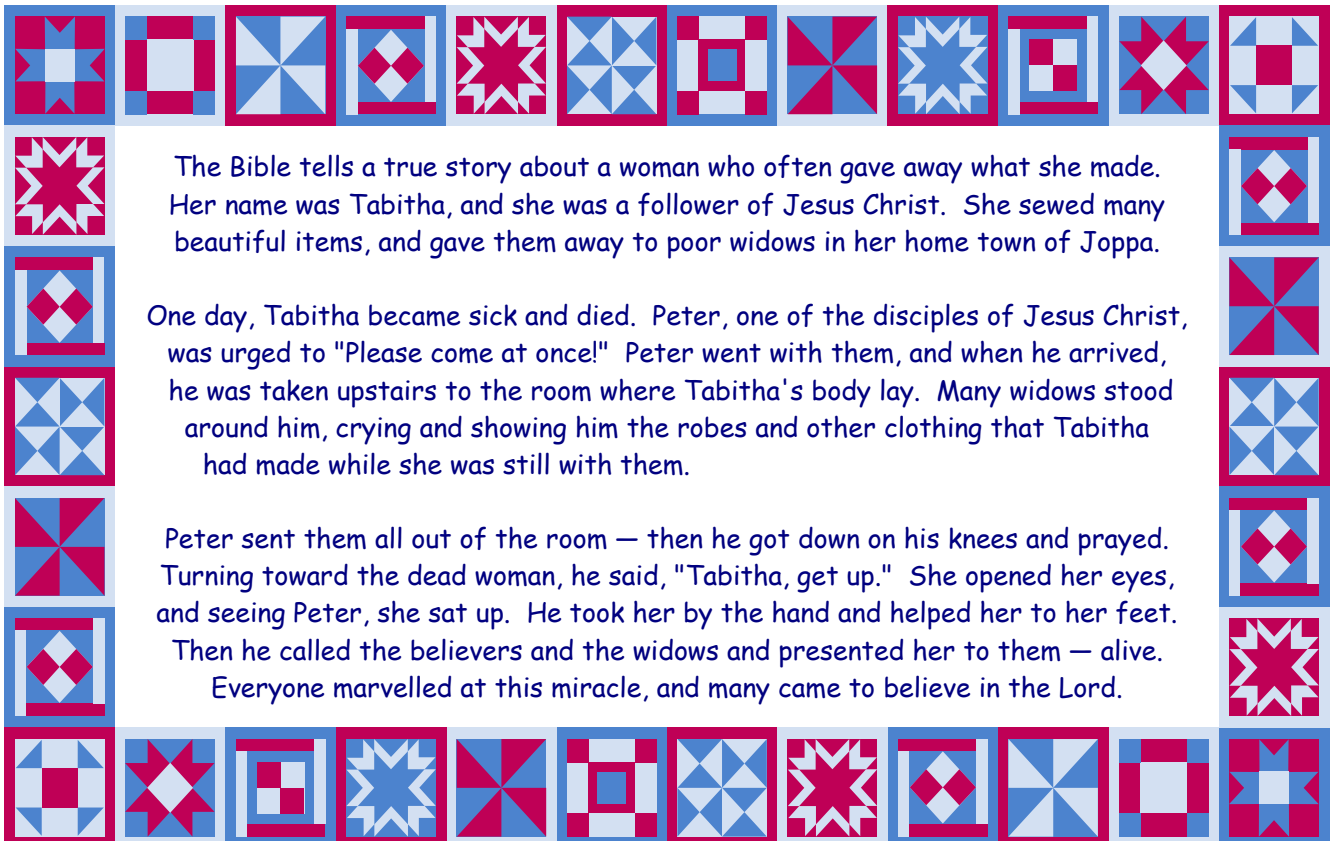 The Bible tells a true story about a woman who often gave away what she made.
Her name was Tabitha, and she was a follower of Jesus Christ.  She sewed many
beautiful items, and gave them away to poor widows in her home town of Joppa.
One day, Tabitha became sick and died.  Peter, one of the disciples of Jesus Christ,
was urged to "Please come at once!"  Peter went with them, and when he arrived,
he was taken upstairs to the room where Tabitha's body lay.  Many widows stood
around him, crying and showing him the robes and other clothing that Tabitha
had made while she was still with them.
Peter sent them all out of the room — then he got down on his knees and prayed.
Turning toward the dead woman, he said, "Tabitha, get up."  She opened her eyes,
and seeing Peter, she sat up.  He took her by the hand and helped her to her feet.
Then he called the believers and the widows and presented her to them — alive.
Everyone marvelled at this miracle, and many came to believe in the Lord.